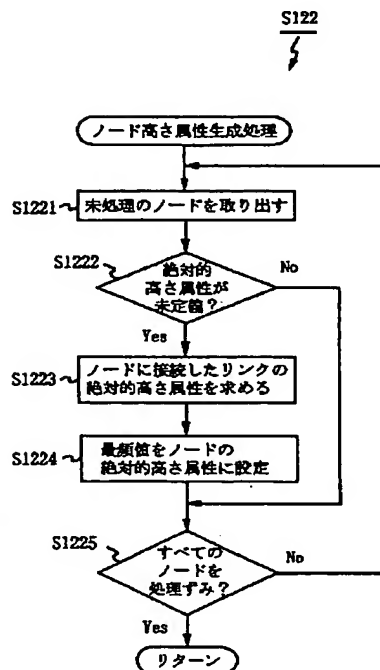 S122
ノード高さ属性生成処理
S1221
未処理のノードを取り出す
S1222
絶対的
高さ属性が
未定義?
No
Yes
S1223
ノードに接続したリンクの
絶対的高さ属性を求める
S1224
最頻値をノードの
絶対的高さ属性に設定
S1225
すべての
ノードを
処理ずみ?
No
Yes
リターン